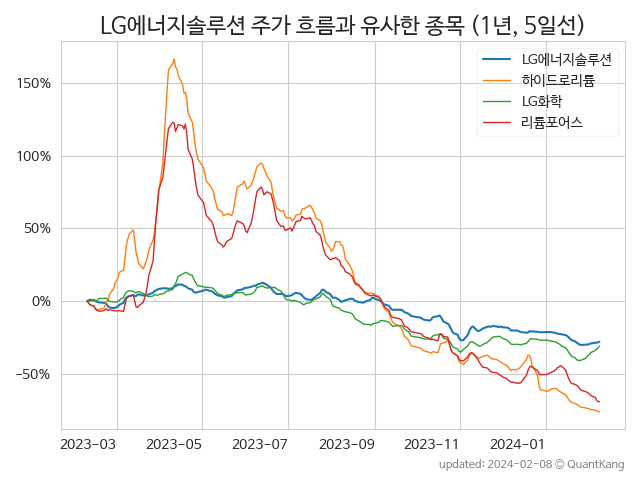 LG에너지솔루션 주가 흐름과 유사한 종목 (1년, 5일선)
LG에너지솔루션
하이드로리튬
LG화학
리튬포어스
150%
100%
50%
0%
−50%
2023-03 2023-05 2023-07 2023-09 2023-11 2024-01
updated: 2024-02-08 © QuantKang